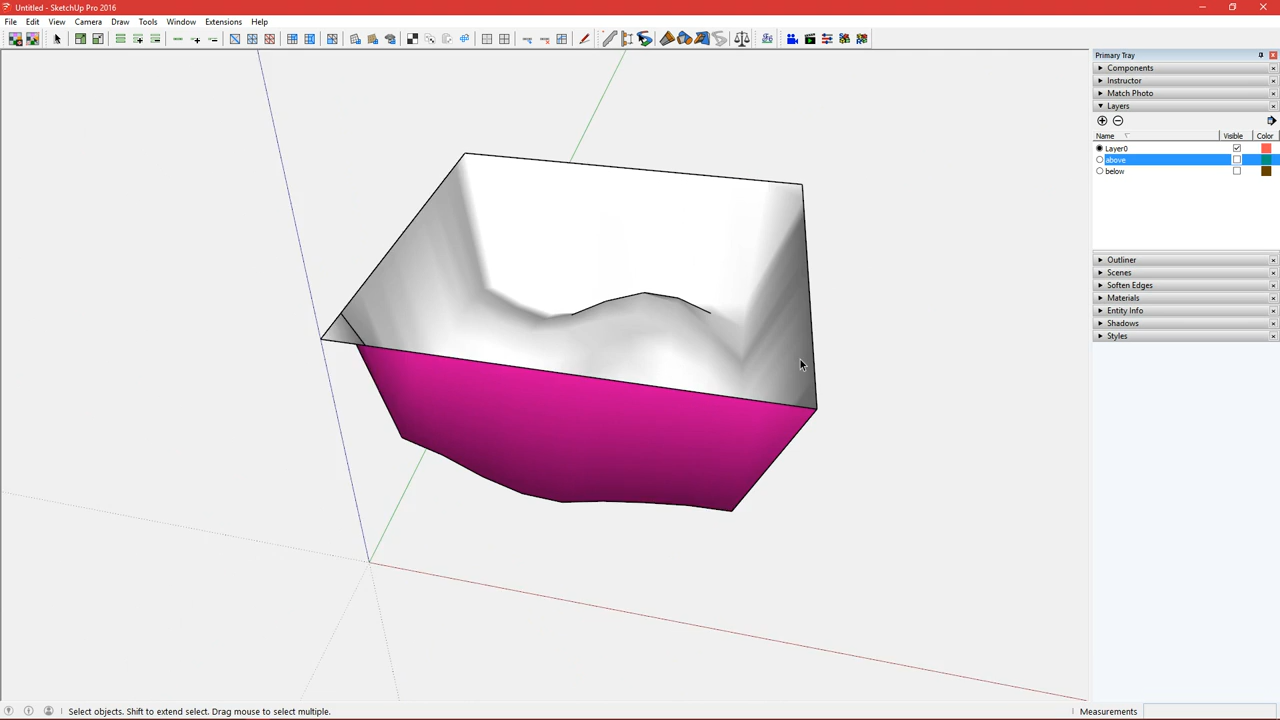 Untitled - SketchUp Pro 2016
File Edit View Camera Draw Tools Window Extensions Help
Primary Tray
Components
Instructor
Match Photo
Layers
Name Visible Color
Layer0
above
below
Outliner
Scenes
Soften Edges
Materials
Entity Info
Shadows
Styles
Select objects. Shift to extend select. Drag mouse to select multiple. Measurements